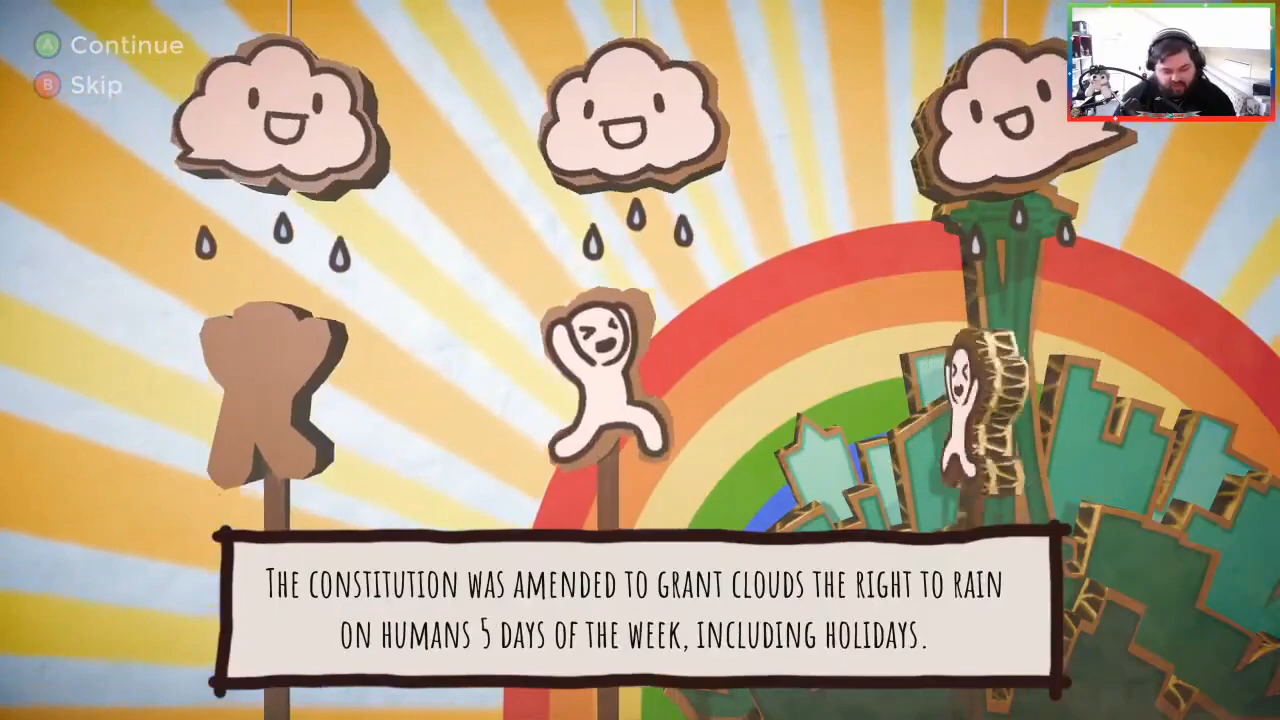 A Continue
B Skip
THE CONSTITUTION WAS AMENDED TO GRANT CLOUDS THE RIGHT TO RAIN
ON HUMANS 5 DAYS OF THE WEEK, INCLUDING HOLIDAYS.